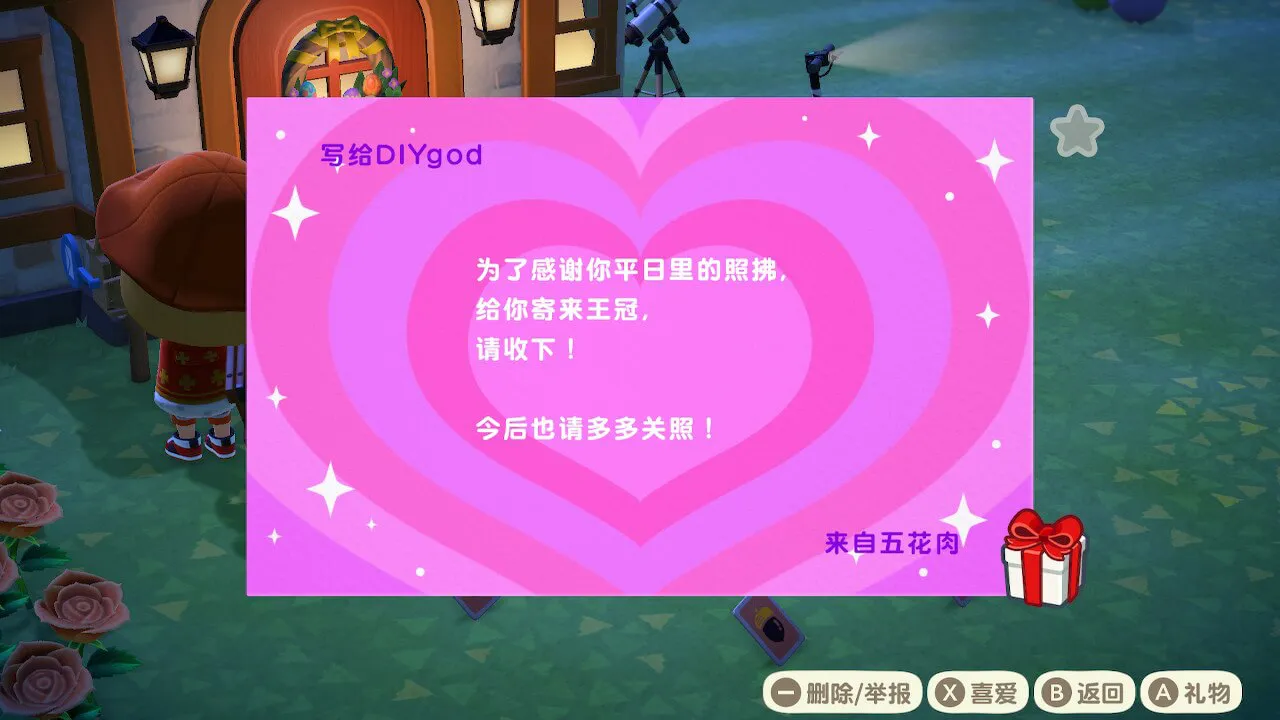 写给DIYgod
为了感谢你平日里的照拂,
给你寄来王冠,
请收下！
今后也请多多关照！
来自五花肉
删除/举报
X 喜爱
B 返回
A 礼物